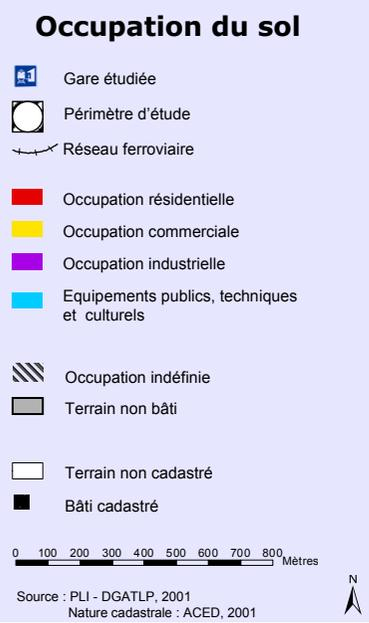 Occupation du sol
Gare étudiée
Périmètre d'étude
Réseau ferroviaire
Occupation résidentielle
Occupation commerciale
Occupation industrielle
Equipements publics, techniques
et culturels
Occupation indéfinie
Terrain non bâti
Terrain non cadastré
Bâti cadastré
0 100 200 300 400 500 600 700 800 Mètres
N
Source : PLI - DGATLP, 2001
Nature cadastrale : ACED, 2001